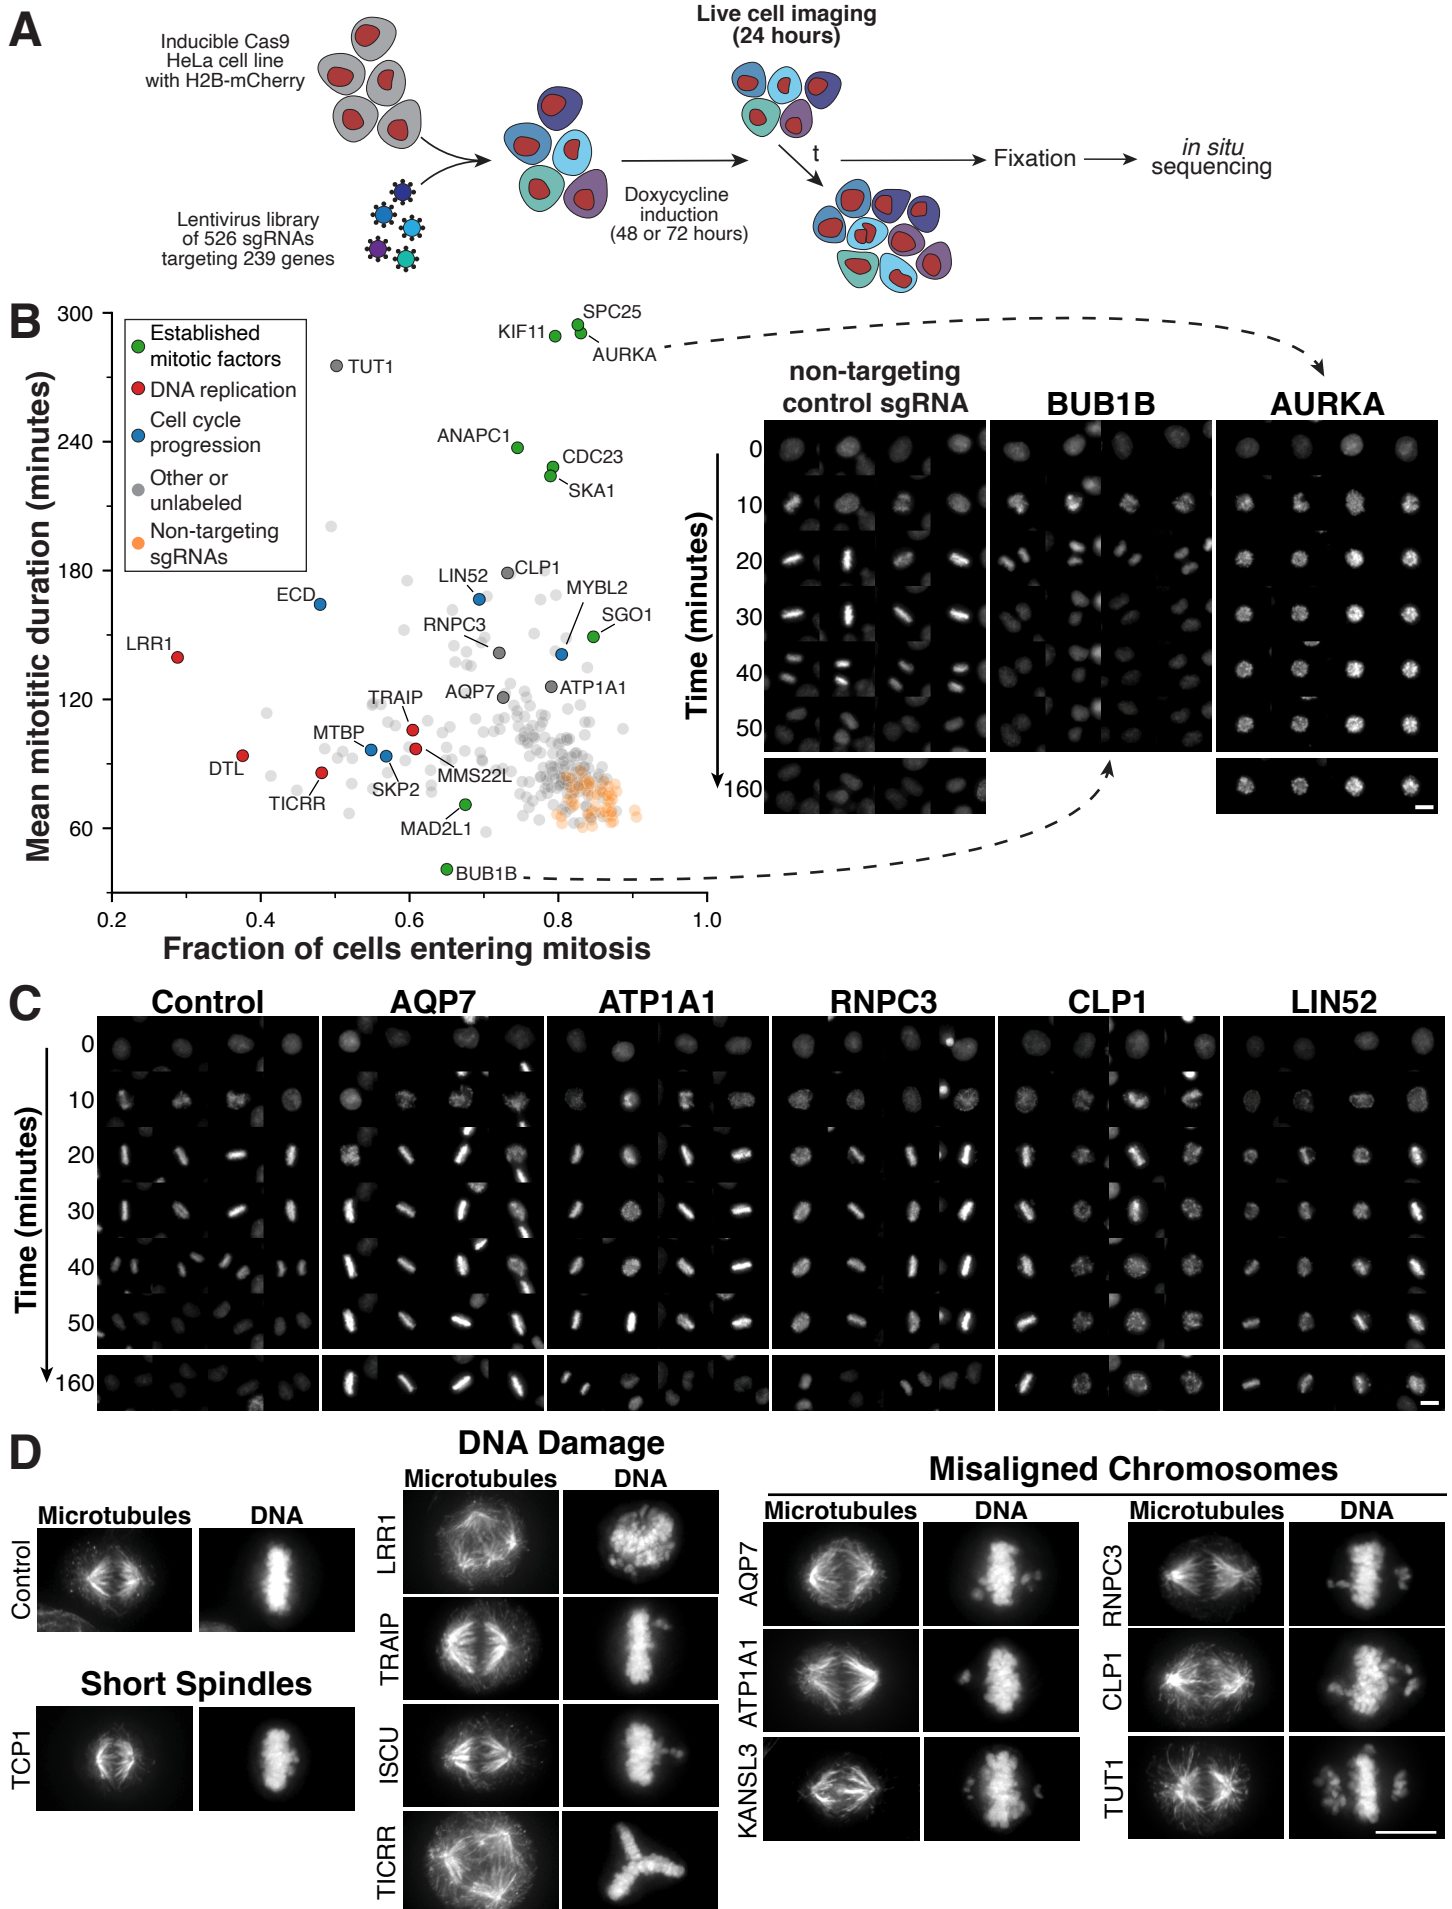 A
Inducible Cas9
HeLa cell line
with H2B-mCherry
Lentivirus library
of 526 sgRNAs
targeting 239 genes
Doxycycline
induction
(48 or 72 hours)
Live cell imaging
(24 hours)
t
Fixation
in situ
sequencing
B
Mean mitotitic duration (minutes)
300
240
180
120
60
0.2
0.4
0.6
0.8
1.0
Fraction of cells entering mitosis
Established
mitotic factors
DNA replication
Cell cycle
progression
Other or
unlabeled
Non-targeting
sgRNAs
SPC25
KIF11
AURKA
TUT1
ANAPC1
CDC23
SKA1
CLP1
LIN52
MYBL2
ECD
SGO1
RNPC3
LRR1
AQP7
ATP1A1
TRAIP
MTBP
DTL
MMS22L
SKP2
TICRR
MAD2L1
BUB1B
non-targeting
control sgRNA
BUB1B
AURKA
Time (minutes)
0
10
20
30
40
50
160
C
Control
AQP7
ATP1A1
RNPC3
CLP1
LIN52
Time (minutes)
0
10
20
30
40
50
160
D
Microtubules
DNA
Control
Short Spindles
TCP1
DNA Damage
Microtubules
DNA
LRR1
TRAIP
ISCU
TICRR
Misaligned Chromosomes
Microtubules
DNA
Microtubules
DNA
AQP7
ATP1A1
KANSL3
RNPC3
CLP1
TUT1